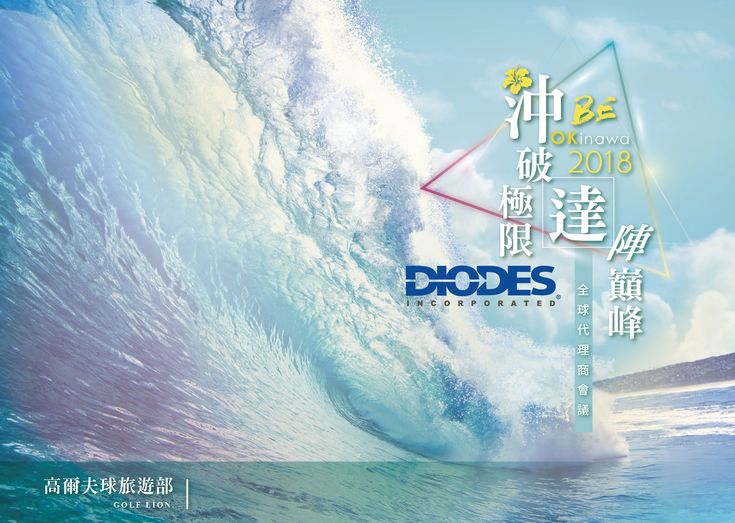 沖破極限
BE
OKinawa
2018
達陣巔峰
DIODES
INCORPORATED®
全球代理商會議
高爾夫球旅遊部
GOLF LION.